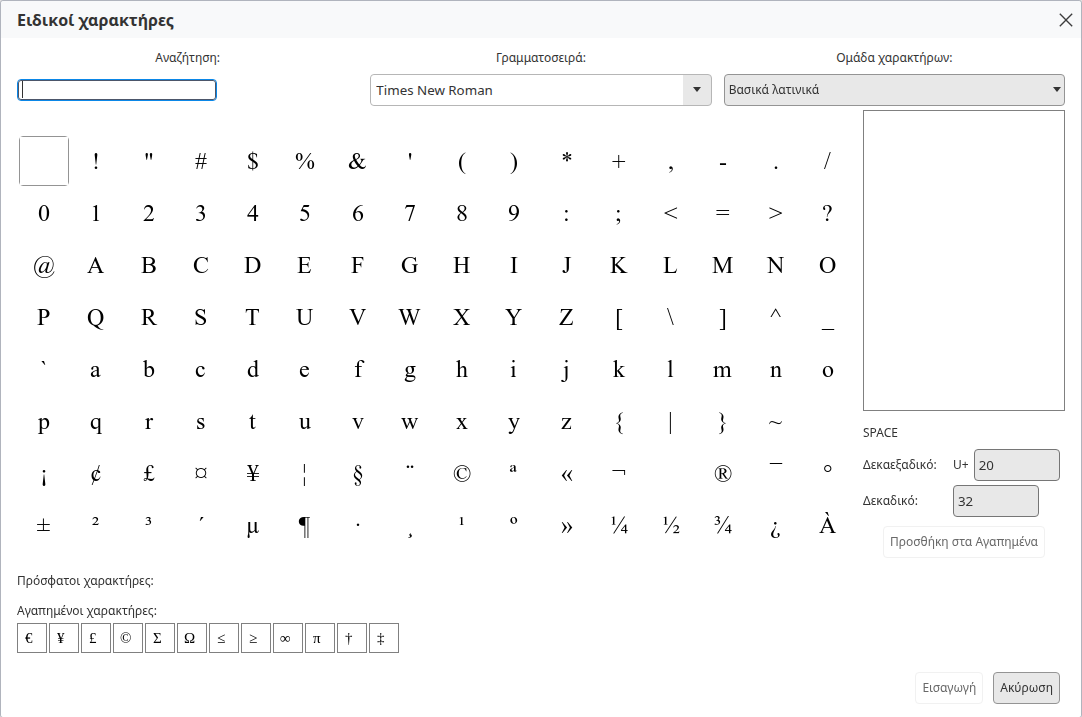 Ειδικοί χαρακτήρες
Αναζήτηση: Γραμματοσειρά: Ομάδα χαρακτήρων:
Times New Roman Βασικά λατινικά
! " # $ % & ' ( ) * + , - . /
0 1 2 3 4 5 6 7 8 9 : ; < = > ?
@ A B C D E F G H I J K L M N O
P Q R S T U V W X Y Z [ \ ] ^ _
` a b c d e f g h i j k l m n o
p q r s t u v w x y z { | } ~
¡ ¢ £ ¤ ¥ ¦ § ¨ © ª « ¬ ® ¯ °
± ² ³ ´ µ ¶ · ¸ ¹ º » ¼ ½ ¾ ¿ À
SPACE
Δεκαεξαδικό: U+ 20
Δεκαδικό: 32
Προσθήκη στα Αγαπημένα
Πρόσφατοι χαρακτήρες:
Αγαπημένοι χαρακτήρες:
€ ¥ £ © Σ Ω ≤ ≥ ∞ π † ‡
Εισαγωγή Ακύρωση